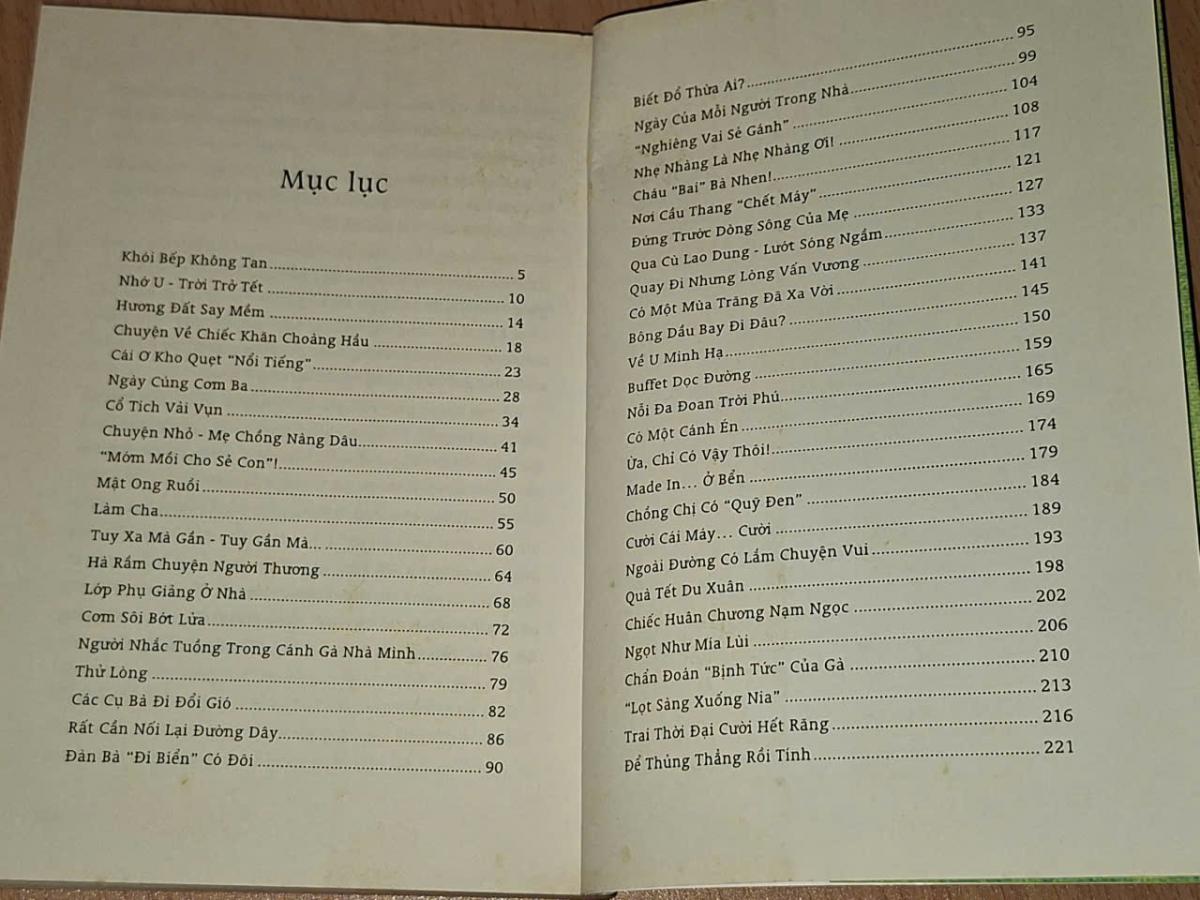 Mục lục
Khói Bếp Không Tan ........ 5
Nhớ U - Trời Trở Tết ........ 10
Hương Đất Say Mềm ........ 14
Chuyện Về Chiếc Khăn Choàng Hầu ........ 18
Cái Ơ Kho Quẹt “Nổi Tiếng” ........ 23
Ngày Cúng Cơm Ba ........ 28
Cổ Tích Vải Vụn ........ 34
Chuyện Nhỏ - Mẹ Chồng Nàng Dâu ........ 41
“Mớm Mồi Cho Sẻ Con”! ........ 45
Mật Ong Ruồi ........ 50
Làm Cha ........ 55
Tuy Xa Mà Gần - Tuy Gần Mà... ........ 60
Hà Rầm Chuyện Người Thương ........ 64
Lớp Phụ Giảng Ở Nhà ........ 68
Cơm Sôi Bớt Lửa ........ 72
Người Nhắc Tuồng Trong Cánh Gà Nhà Mình ........ 76
Thử Lòng ........ 79
Các Cụ Bà Đi Đổi Gió ........ 82
Rất Cần Nối Lại Đường Dây ........ 86
Đàn Bà “Đi Biển” Có Đôi ........ 90
Biết Đổ Thừa Ai? ........ 95
Ngày Của Mỗi Người Trong Nhà ........ 99
“Nghiêng Vai Sẻ Gánh” ........ 104
Nhẹ Nhàng Là Nhẹ Nhàng Ơi! ........ 108
Cháu “Bai” Bà Nhen! ........ 117
Nơi Cầu Thang “Chết Máy” ........ 121
Đứng Trước Dòng Sông Của Mẹ ........ 127
Qua Cù Lao Dung - Lướt Sóng Ngầm ........ 133
Quay Đi Nhưng Lòng Vấn Vương ........ 137
Có Một Mùa Trăng Đã Xa Vời ........ 141
Bông Dầu Bay Đi Đâu? ........ 145
Về U Minh Hạ ........ 150
Buffet Dọc Đường ........ 159
Nỗi Đa Đoan Trời Phú ........ 165
Có Một Cánh Én ........ 169
Ừa, Chỉ Có Vậy Thôi! ........ 174
Made In... Ở Bển ........ 179
Chồng Chị Có “Quỹ Đen” ........ 184
Cười Cái Máy... Cười ........ 189
Ngoài Đường Có Lắm Chuyện Vui ........ 193
Quà Tết Du Xuân ........ 198
Chiếc Huân Chương Nạm Ngọc ........ 202
Ngọt Như Mía Lùi ........ 206
Chẩn Đoán “Bịnh Tức” Của Gà ........ 210
“Lọt Sàng Xuống Nia” ........ 213
Trai Thời Đại Cười Hết Răng ........ 216
Để Thủng Thẳng Rồi Tính ........ 221